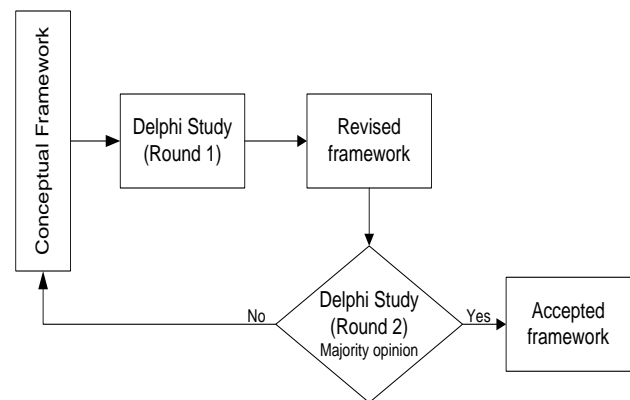 Conceptual Framework
Delphi Study
(Round 1)
Revised
framework
Delphi Study
(Round 2)
Majority opinion
No
Yes
Accepted
framework